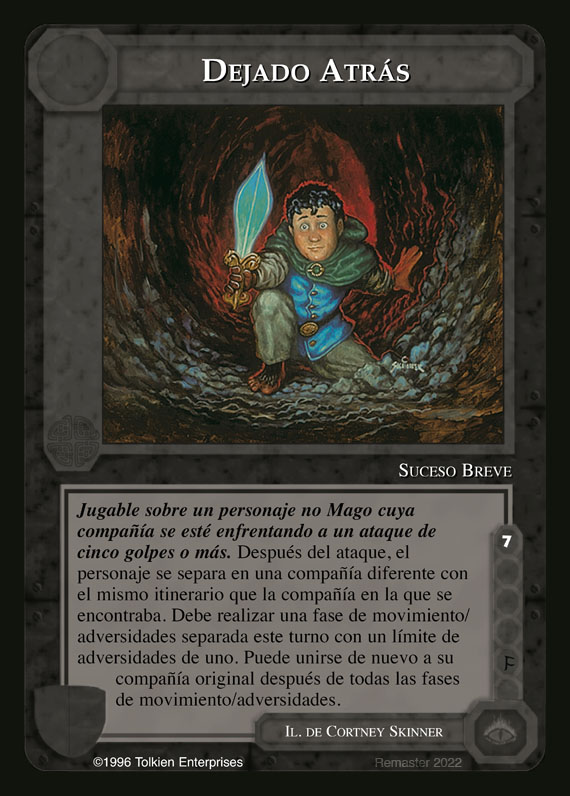 Dejado Atrás
C. Skinner
Suceso Breve
Jugable sobre un personaje no Mago cuya
compañía se esté enfrentando a un ataque de
cinco golpes o más. Después del ataque, el
personaje se separa en una compañía diferente con
el mismo itinerario que la compañía en la que se
encontraba. Debe realizar una fase de movimiento/
adversidades separada este turno con un límite de
adversidades de uno. Puede unirse de nuevo a su
compañía original después de todas las fases
de movimiento/adversidades.
7
Il. de Cortney Skinner
©1996 Tolkien Enterprises
Remaster 2022